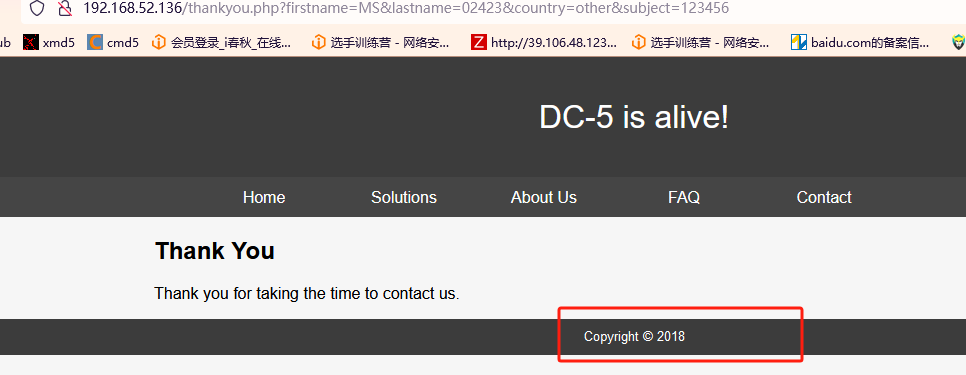 192.168.52.136/thankyou.php?firstname=MS&lastname=02423&country=other&subject=123456
ub xmd5 cmd5 会员登录_i春秋_在线... 选手训练营 - 网络安... Z http://39.106.48.123... 选手训练营 - 网络安... baidu.com的备案信...
DC-5 is alive!
Home Solutions About Us FAQ Contact
Thank You
Thank you for taking the time to contact us.
Copyright © 2018